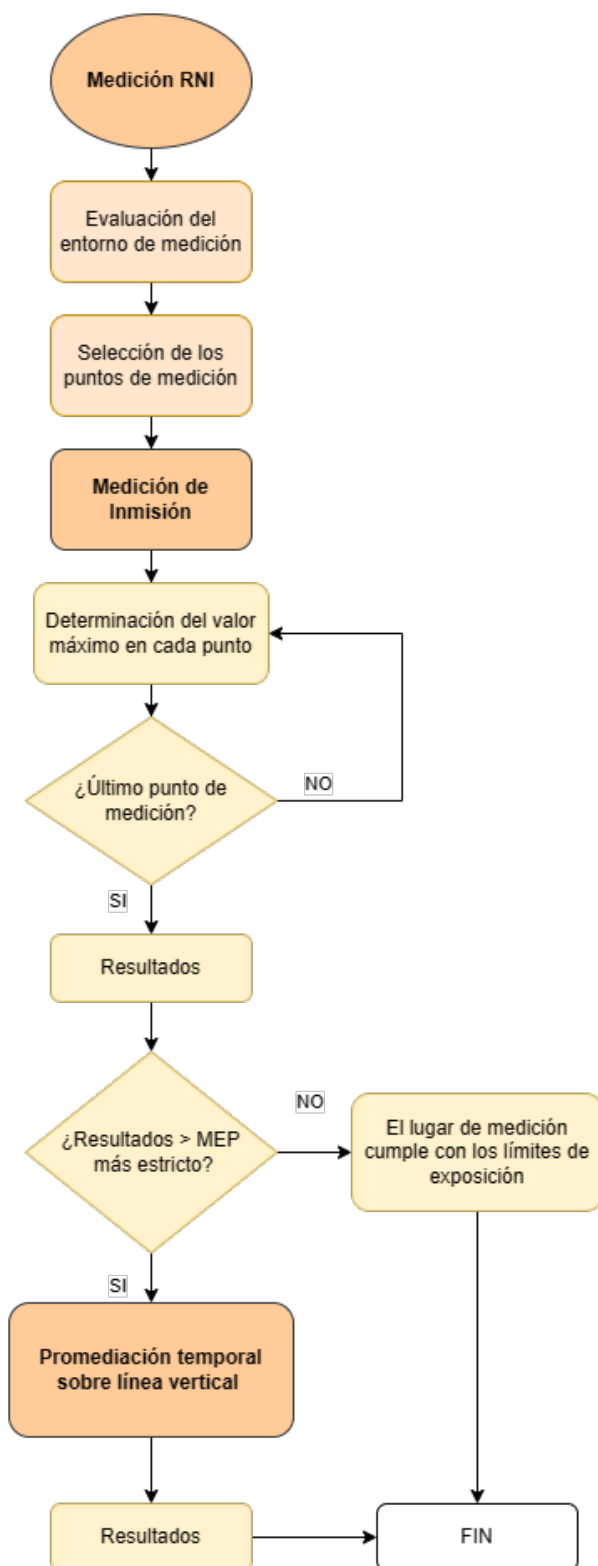 Medición RNI
Evaluación del
entorno de medición
Selección de los
puntos de medición
Medición de
Inmisión
Determinación del valor
máximo en cada punto
¿Último punto de
medición?
NO
SI
Resultados
¿Resultados > MEP
más estricto?
NO
El lugar de medición
cumple con los límites de
exposición
SI
Promediación temporal
sobre línea vertical
Resultados
FIN